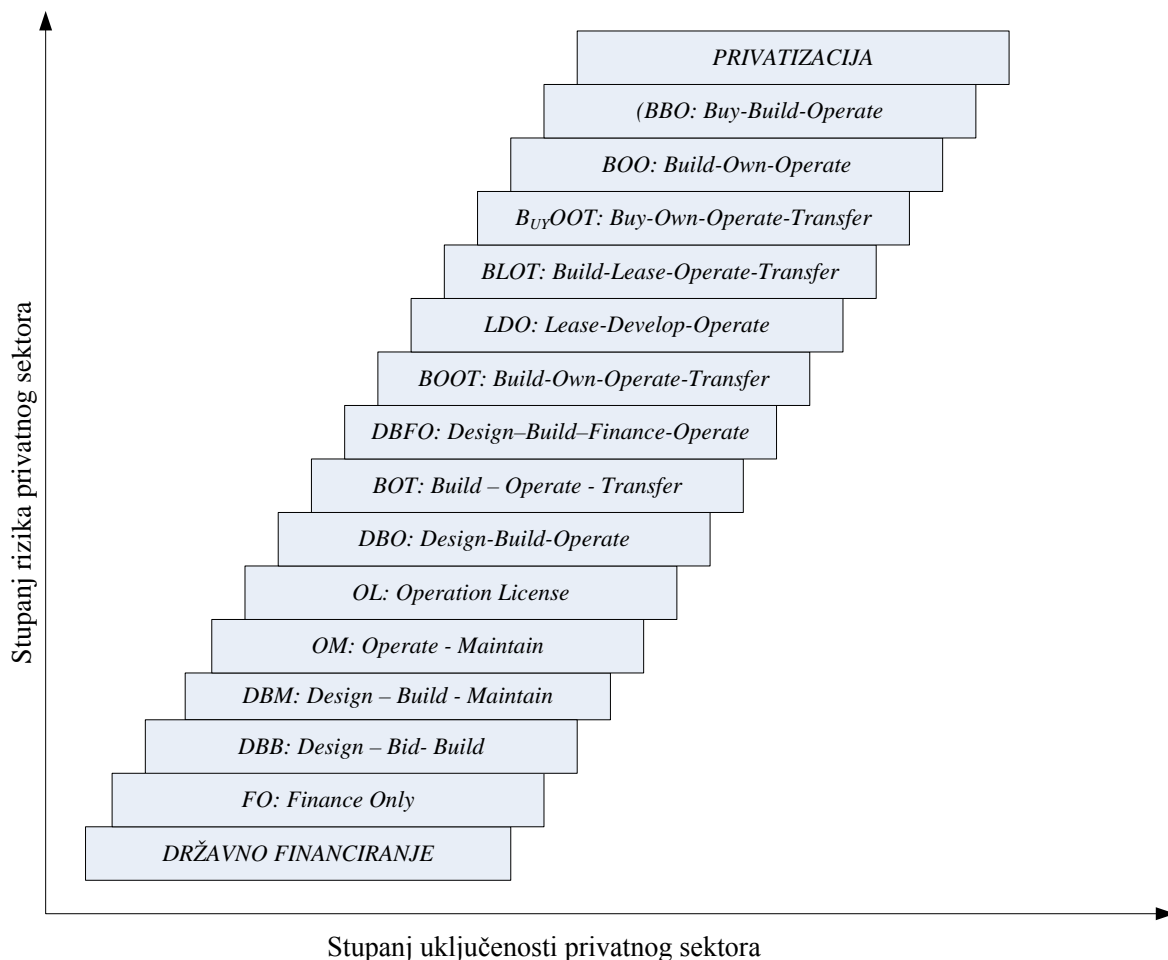 PRIVATIZACIJA
(BBO: Buy-Build-Operate
BOO: Build-Own-Operate
BUYOOT: Buy-Own-Operate-Transfer
BLOT: Build-Lease-Operate-Transfer
LDO: Lease-Develop-Operate
BOOT: Build-Own-Operate-Transfer
DBFO: Design–Build–Finance-Operate
BOT: Build – Operate - Transfer
DBO: Design-Build-Operate
OL: Operation License
OM: Operate - Maintain
DBM: Design – Build - Maintain
DBB: Design – Bid- Build
FO: Finance Only
DRŽAVNO FINANCIRANJE
Stupanj rizika privatnog sektora
Stupanj uključenosti privatnog sektora